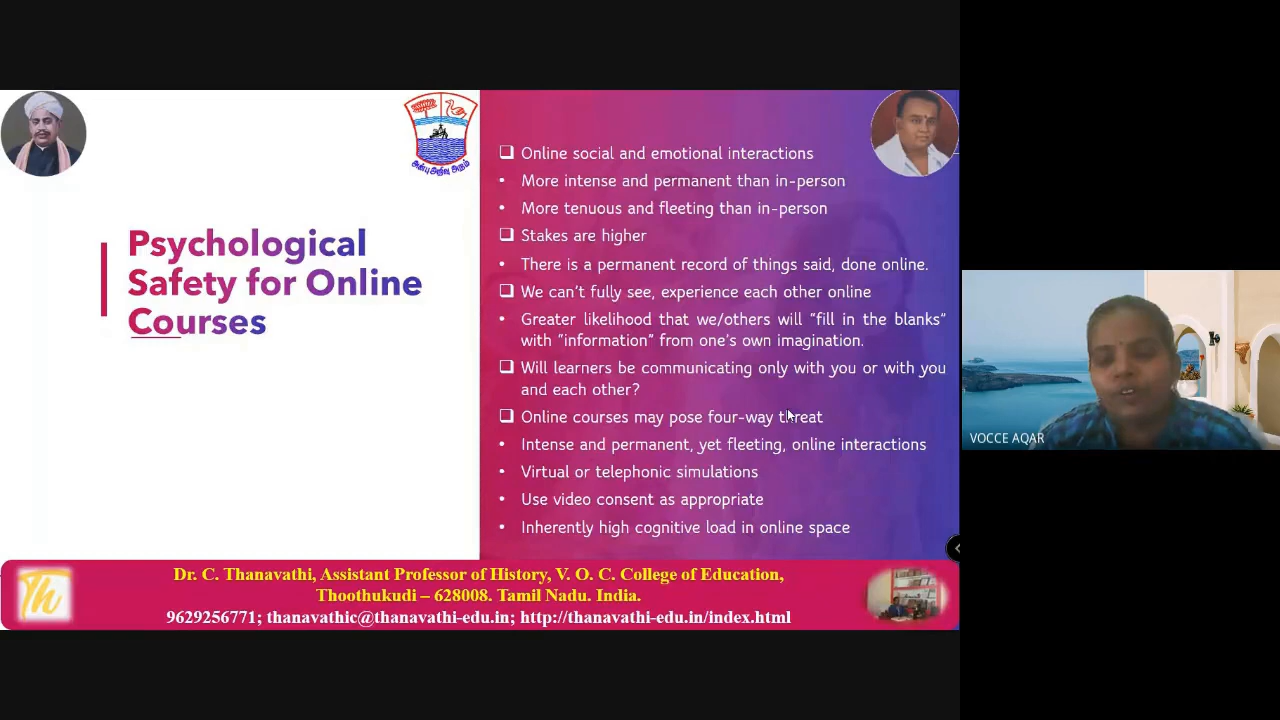 அன்பு அறிவு அறம்
Psychological
Safety for Online
Courses
❑ Online social and emotional interactions
• More intense and permanent than in-person
• More tenuous and fleeting than in-person
❑ Stakes are higher
• There is a permanent record of things said, done online.
❑ We can't fully see, experience each other online
• Greater likelihood that we/others will “fill in the blanks”
with “information” from one's own imagination.
❑ Will learners be communicating only with you or with you
and each other?
❑ Online courses may pose four-way threat
• Intense and permanent, yet fleeting, online interactions
• Virtual or telephonic simulations
• Use video consent as appropriate
• Inherently high cognitive load in online space
Th
Dr. C. Thanavathi, Assistant Professor of History, V. O. C. College of Education,
Thoothukudi – 628008. Tamil Nadu. India.
9629256771; thanavathic@thanavathi-edu.in; http://thanavathi-edu.in/index.html
VOCCE AQAR